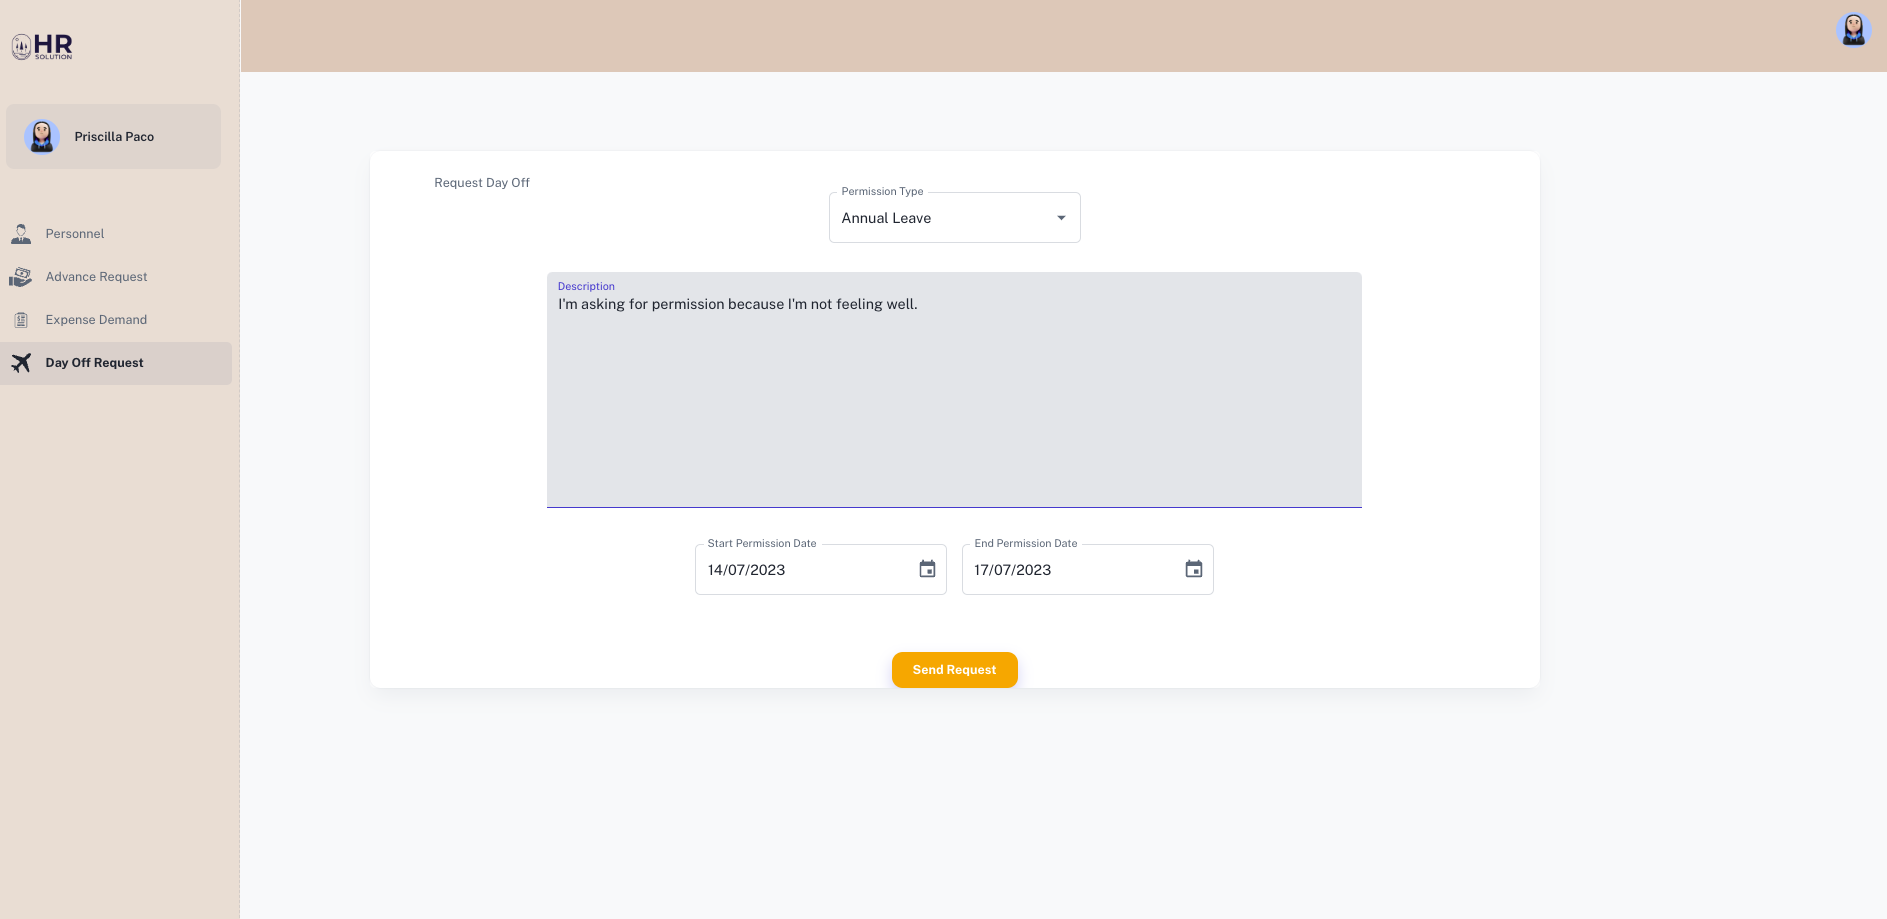 HR
SOLUTION
Priscilla Paco
Personnel
Advance Request
Expense Demand
Day Off Request
Request Day Off
Permission Type
Annual Leave
Description
I'm asking for permission because I'm not feeling well.
Start Permission Date
14/07/2023
End Permission Date
17/07/2023
Send Request